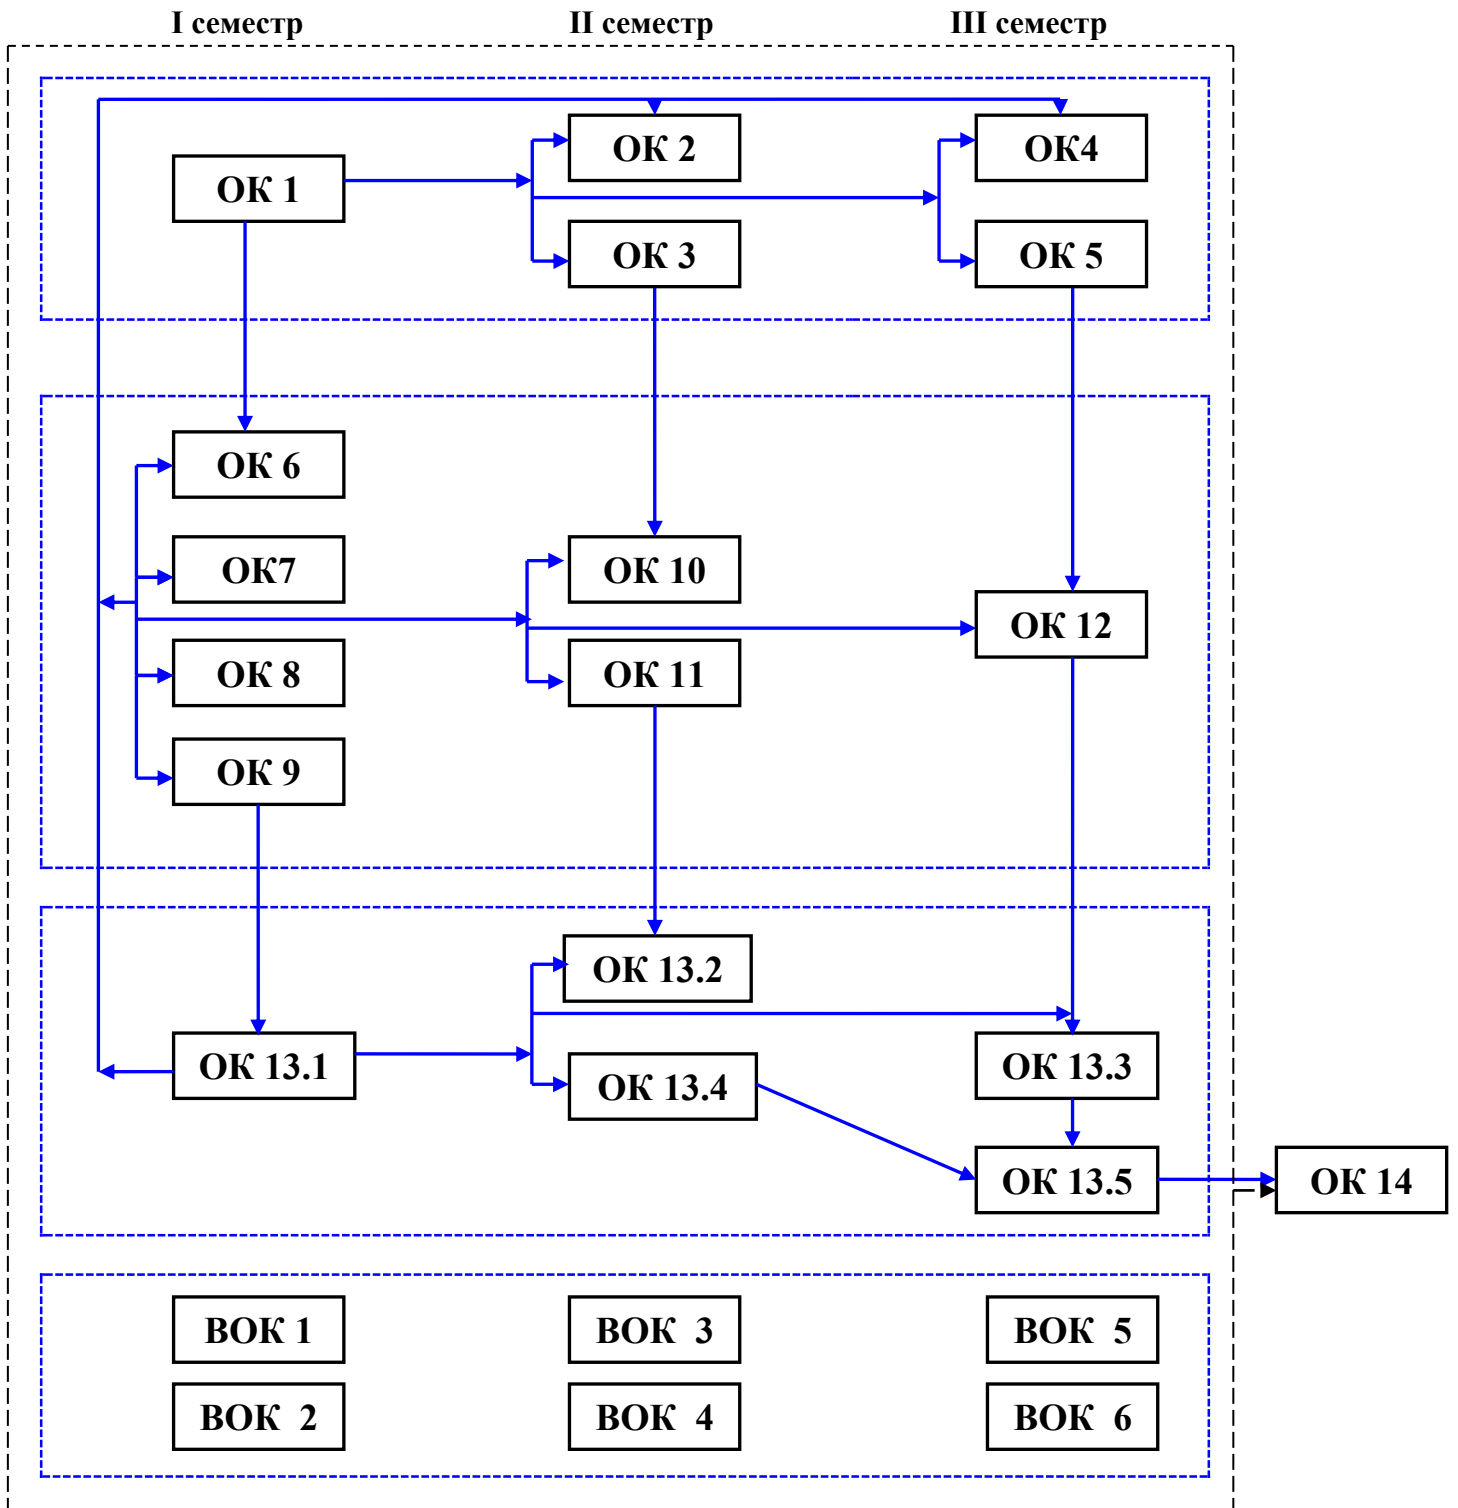 I семестр II семестр III семестр
ОК 2 ОК4
ОК 1
ОК 3 ОК 5
ОК 6
ОК7 ОК 10
ОК 12
ОК 8 ОК 11
ОК 9
ОК 13.2
ОК 13.1 ОК 13.3
ОК 13.4
ОК 13.5 ОК 14
ВОК 1 ВОК 3 ВОК 5
ВОК 2 ВОК 4 ВОК 6